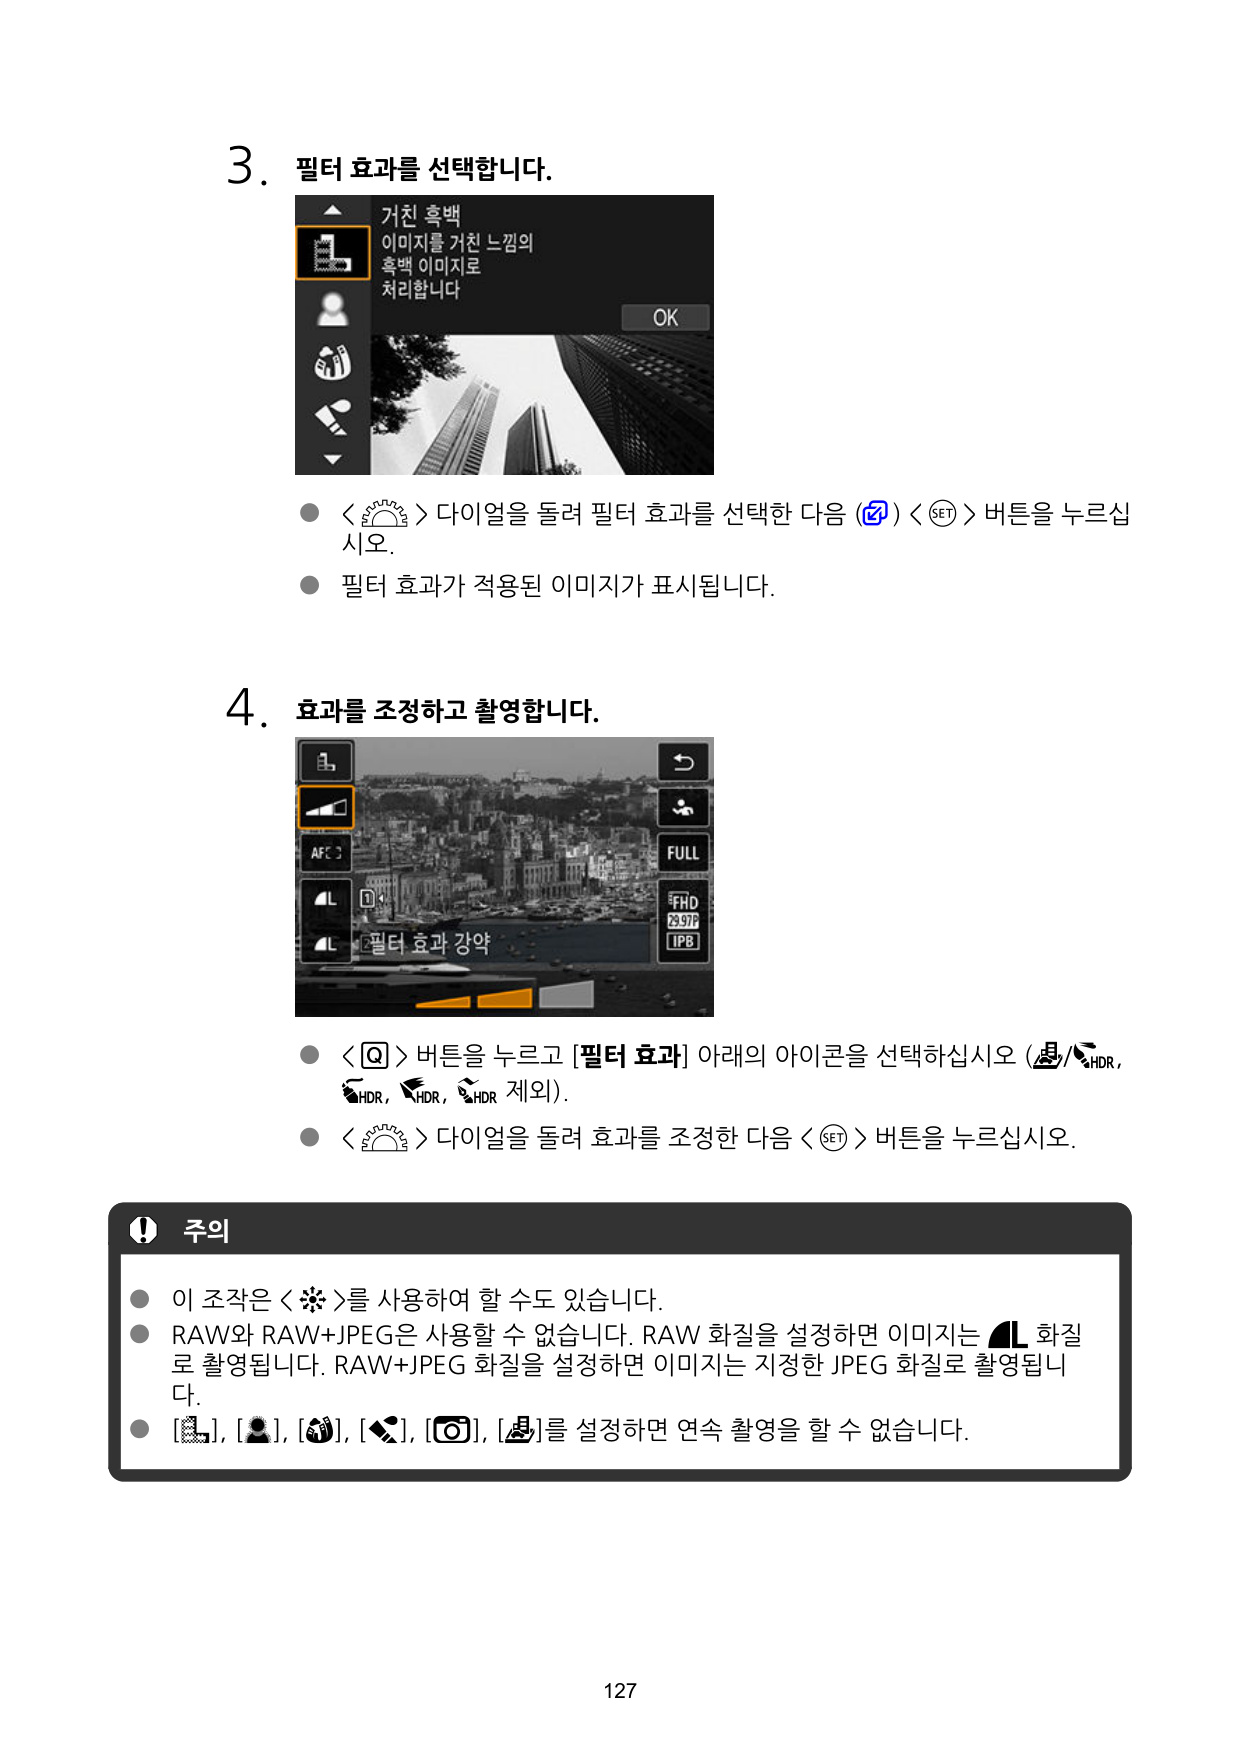 3. 필터 효과를 선택합니다.
거친 흑백
이미지를 거친 느낌의
흑백 이미지로
처리합니다
OK
< > 다이얼을 돌려 필터 효과를 선택한 다음 ( ) < SET > 버튼을 누르십
시오.
필터 효과가 적용된 이미지가 표시됩니다.
4. 효과를 조정하고 촬영합니다.
AF
FULL
L
FHD
29.97P
L
IPB
필터 효과 강약
< Q > 버튼을 누르고 [필터 효과] 아래의 아이콘을 선택하십시오 ( / HDR,
HDR, HDR, HDR 제외).
< > 다이얼을 돌려 효과를 조정한 다음 < SET > 버튼을 누르십시오.
주의
이 조작은 < >를 사용하여 할 수도 있습니다.
RAW와 RAW+JPEG은 사용할 수 없습니다. RAW 화질을 설정하면 이미지는 L 화질
로 촬영됩니다. RAW+JPEG 화질을 설정하면 이미지는 지정한 JPEG 화질로 촬영됩니
다.
[ ], [ ], [ ], [ ], [ ], [ ]를 설정하면 연속 촬영을 할 수 없습니다.
127